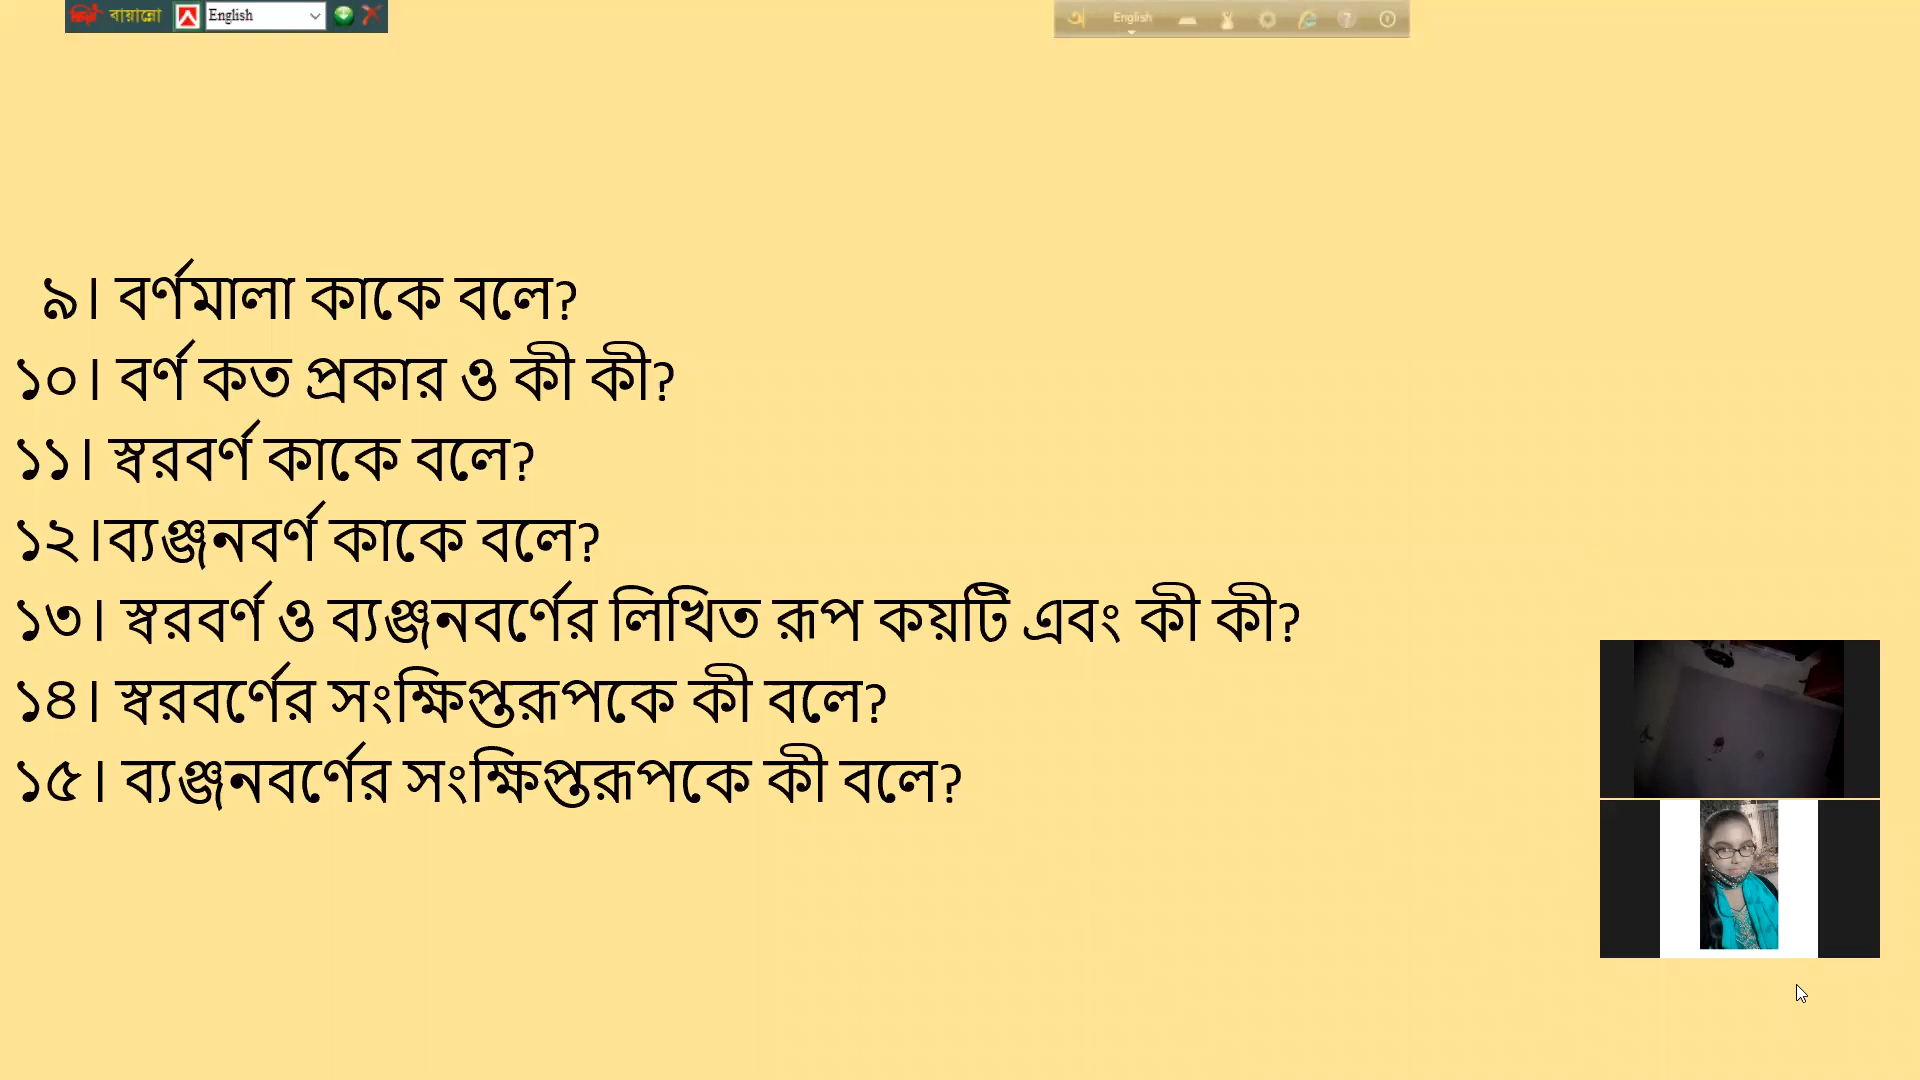 বায়ান্নো English
English
৯। বর্ণমালা কাকে বলে?
১০। বর্ণ কত প্রকার ও কী কী?
১১। স্বরবর্ণ কাকে বলে?
১২।ব্যঞ্জনবর্ণ কাকে বলে?
১৩। স্বরবর্ণ ও ব্যঞ্জনবর্ণের লিখিত রূপ কয়টি এবং কী কী?
১৪। স্বরবর্ণের সংক্ষিপ্তরূপকে কী বলে?
১৫। ব্যঞ্জনবর্ণের সংক্ষিপ্তরূপকে কী বলে?